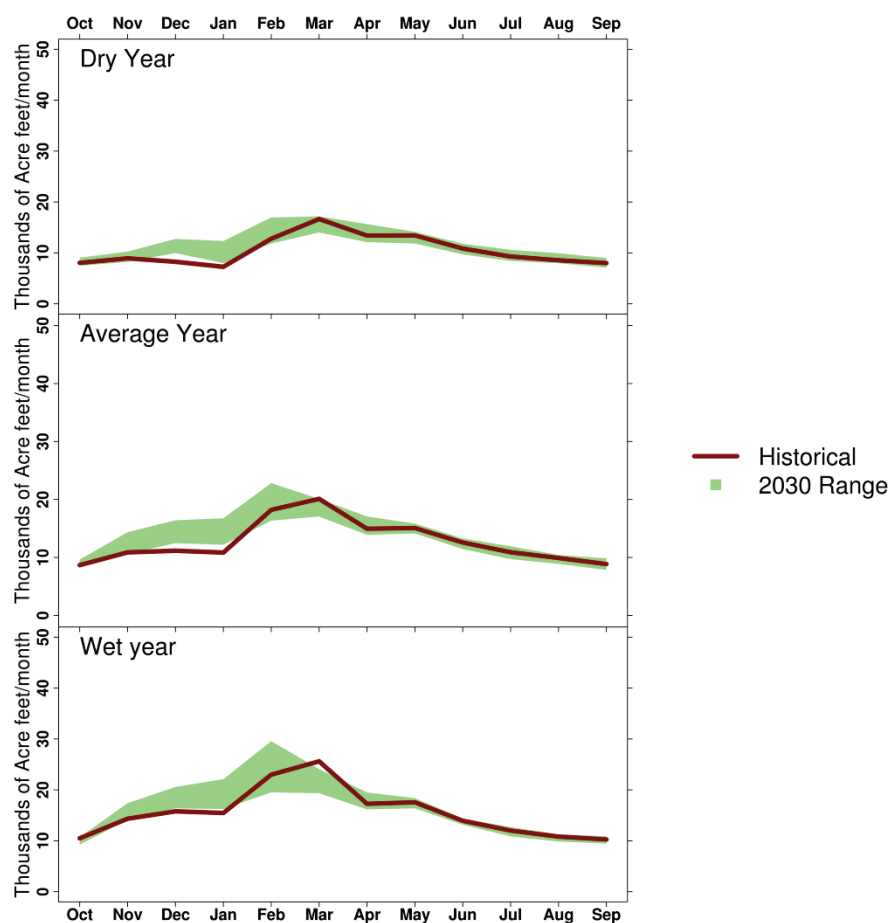 Oct Nov Dec Jan Feb Mar Apr May Jun Jul Aug Sep
Dry Year
Thousands of Acre feet/month
50
40
30
20
10
0
Average Year
Thousands of Acre feet/month
50
40
30
20
10
0
Historical
2030 Range
Wet year
Thousands of Acre feet/month
50
40
30
20
10
0
Oct Nov Dec Jan Feb Mar Apr May Jun Jul Aug Sep